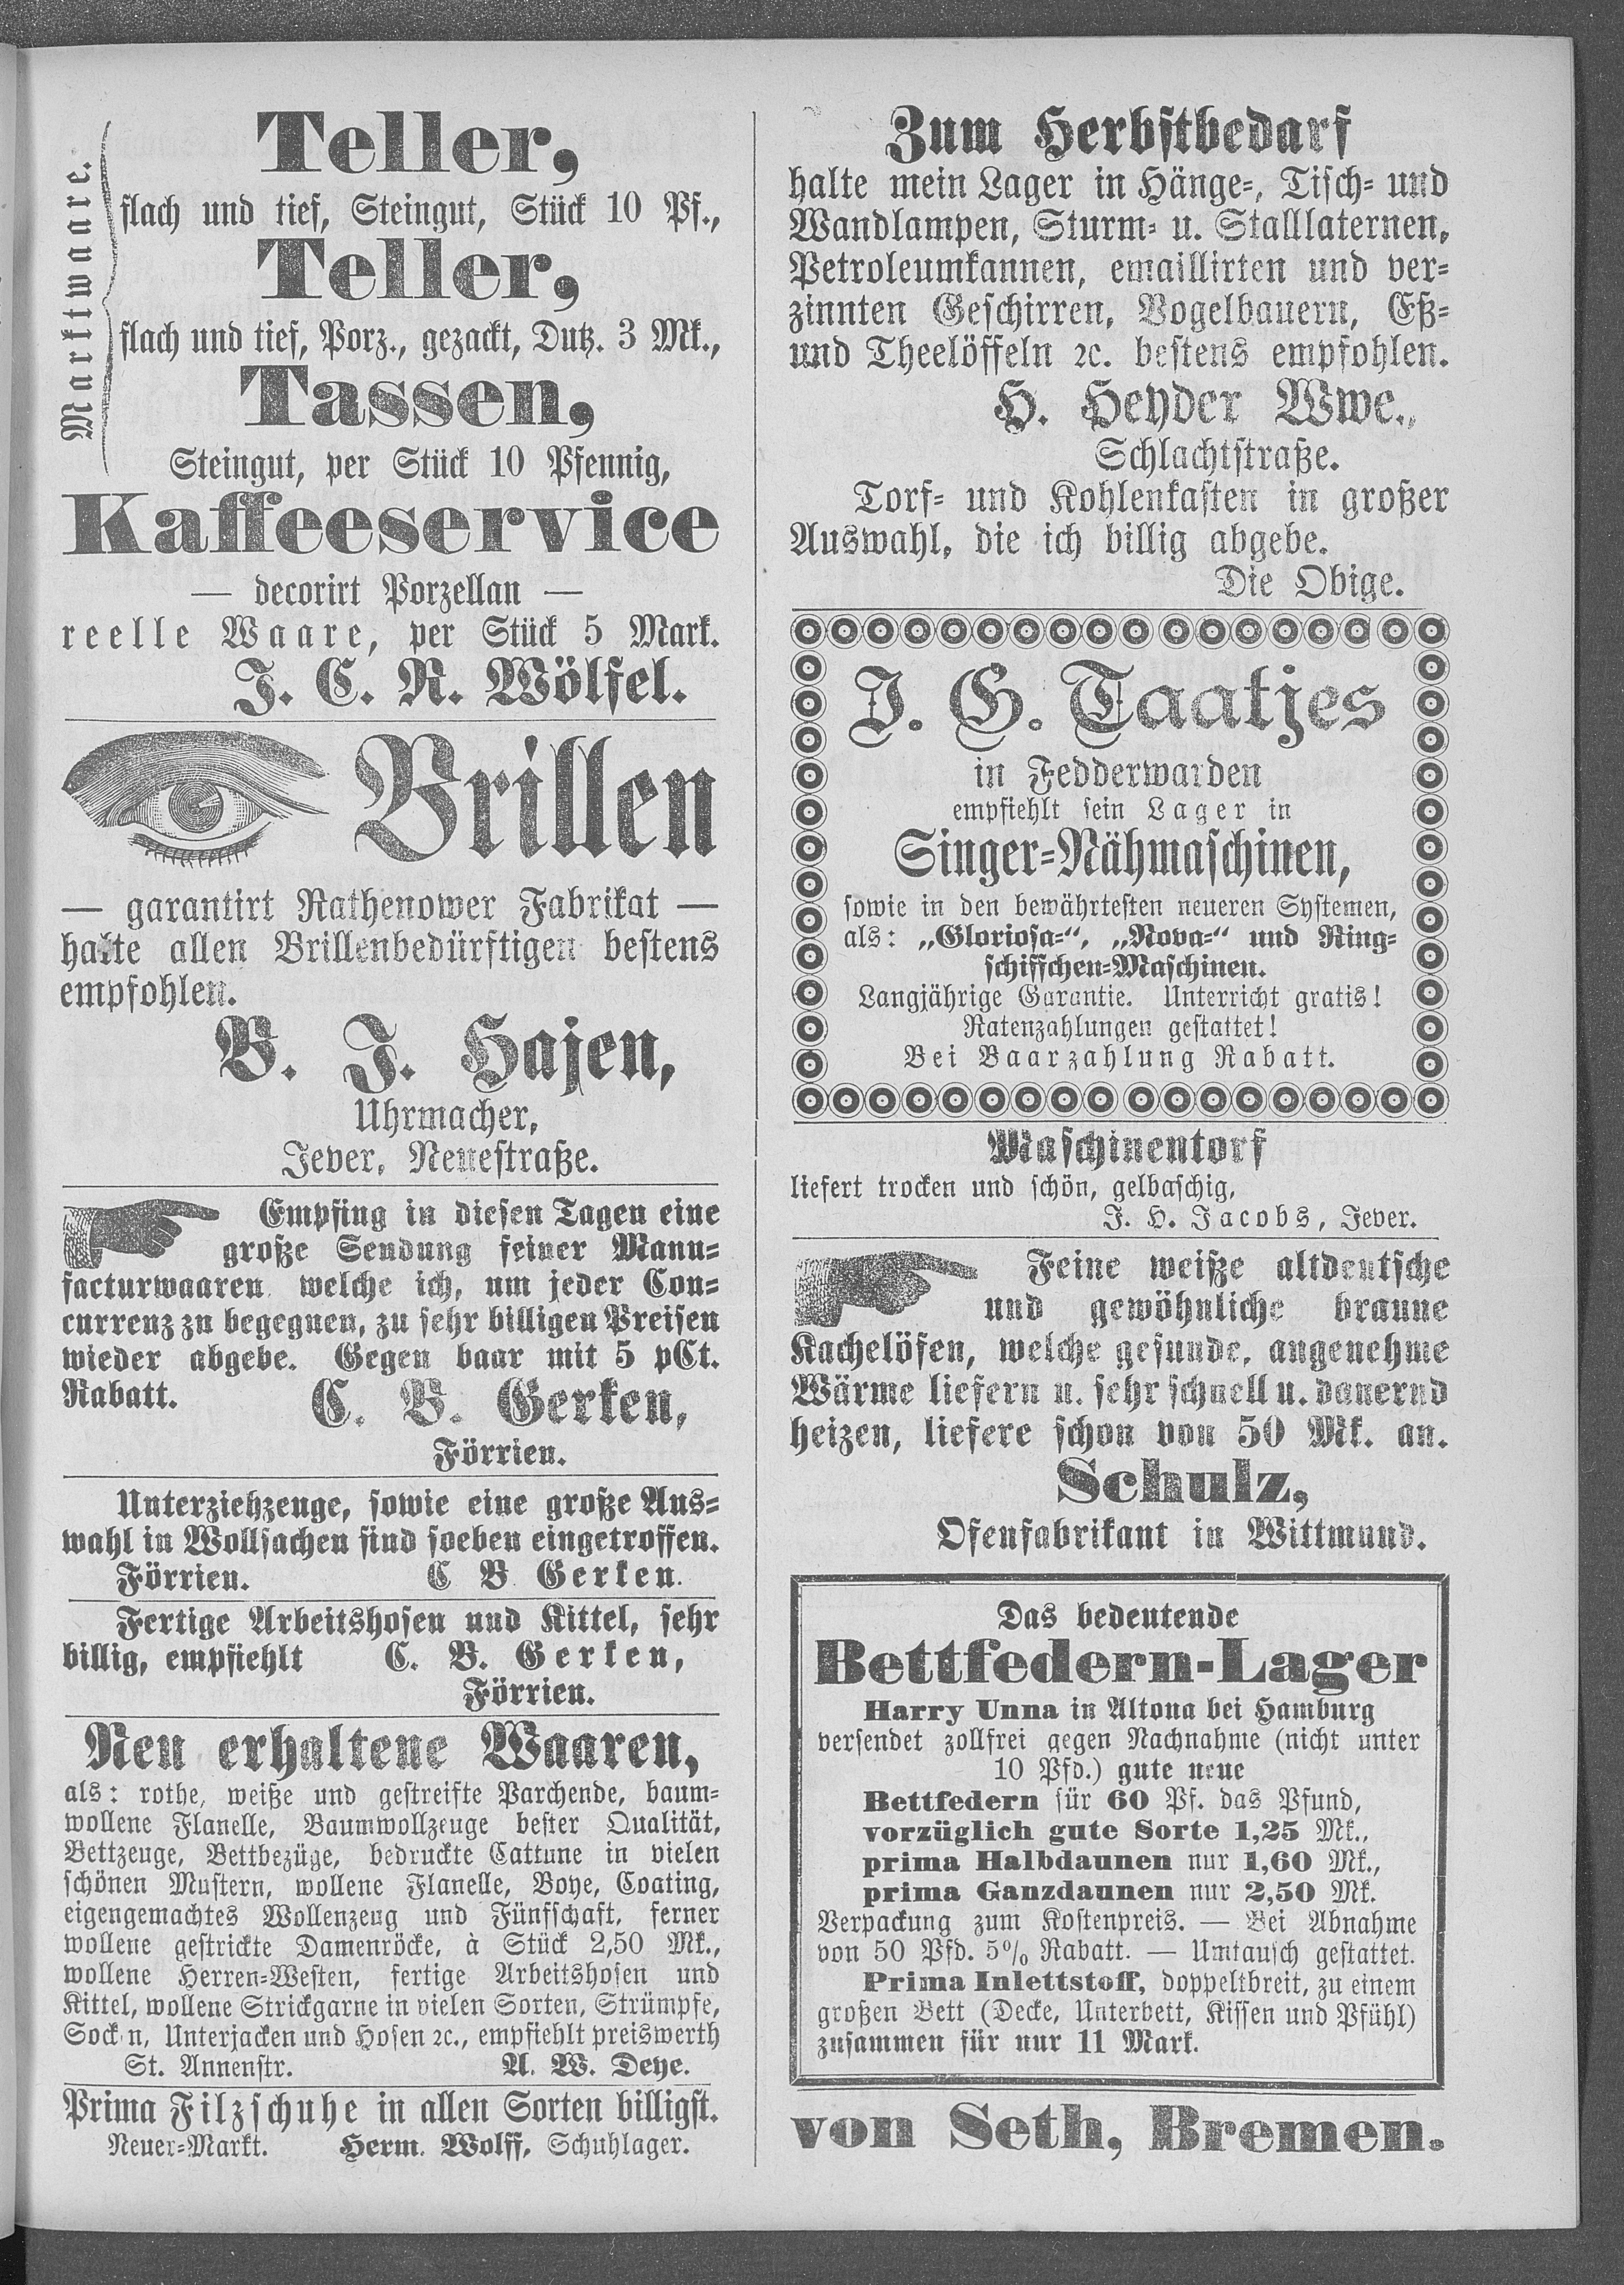 Marktwaare.
Teller,
flach und tief, Steingut, Stück 10 Pf.,
Teller,
flach und tief, Porz., gezackt, Dutz. 3 Mk.,
Tassen,
Steingut, per Stück 10 Pfennig,
Kaffeeservice
— decorirt Porzellan —
reelle Waare, per Stück 5 Mark.
J. C. R. Wölfel.
Brillen
— garantirt Rathenower Fabrikat —
halte allen Brillenbedürftigen bestens
empfohlen.
B. J. Hajen,
Uhrmacher,
Jever, Neuestraße.
Empfing in diesen Tagen eine
große Sendung feiner Manu-
facturwaaren welche ich, um jeder Con-
currenz zu begegnen, zu sehr billigen Preisen
wieder abgebe. Gegen baar mit 5 pCt.
Rabatt. C. B. Gerken,
Förrien.
Unterziehzeuge, sowie eine große Aus-
wahl in Wollsachen sind soeben eingetroffen.
Förrien. C B Gerken.
Fertige Arbeitshosen und Kittel, sehr
billig, empfiehlt C. B. Gerken,
Förrien.
Neu erhaltene Waaren,
als: rothe, weiße und gestreifte Parchende, baum-
wollene Flanelle, Baumwollzeuge bester Qualität,
Bettzeuge, Bettbezüge, bedruckte Cattune in vielen
schönen Mustern, wollene Flanelle, Boye, Coating,
eigengemachtes Wollenzeug und Fünfschaft, ferner
wollene gestrickte Damenröcke, à Stück 2,50 Mk.,
wollene Herren-Westen, fertige Arbeitshosen und
Kittel, wollene Strickgarne in vielen Sorten, Strümpfe,
Sock n, Unterjacken und Hosen ꝛc., empfiehlt preiswerth
St. Annenstr. A. W. Deye.
Prima Filzschuhe in allen Sorten billigst.
Neuer-Markt. Herm. Wolff, Schuhlager.
Zum Herbstbedarf
halte mein Lager in Hänge-, Tisch- und
Wandlampen, Sturm- u. Stalllaternen,
Petroleumkannen, emaillirten und ver-
zinnten Geschirren, Vogelbauern, Eß-
und Theelöffeln ꝛc. bestens empfohlen.
H. Heyder Wwe.,
Schlachtstraße.
Torf- und Kohlenkasten in großer
Auswahl, die ich billig abgebe.
Die Obige.
J. G. Taatjes
in Fedderwarden
empfiehlt sein Lager in
Singer-Nähmaschinen,
sowie in den bewährtesten neueren Systemen,
als: „Gloriosa-“, „Nova-“ und Ring-
schiffchen-Maschinen.
Langjährige Garantie. Unterricht gratis!
Ratenzahlungen gestattet!
Bei Baarzahlung Rabatt.
Maschinentorf
liefert trocken und schön, gelbaschig,
J. H. Jacobs, Jever.
Feine weiße altdeutsche
und gewöhnliche braune
Kachelöfen, welche gesunde, angenehme
Wärme liefern u. sehr schnell u. dauernd
heizen, liefere schon von 50 Mk. an.
Schulz,
Ofenfabrikant in Wittmund.
Das bedeutende
Bettfedern-Lager
Harry Unna in Altona bei Hamburg
versendet zollfrei gegen Nachnahme (nicht unter
10 Pfd.) gute neue
Bettfedern für 60 Pf. das Pfund,
vorzüglich gute Sorte 1,25 Mk.,
prima Halbdaunen nur 1,60 Mk.,
prima Ganzdaunen nur 2,50 Mk.
Verpackung zum Kostenpreis. — Bei Abnahme
von 50 Pfd. 5% Rabatt. — Umtausch gestattet.
Prima Inlettstoff, doppeltbreit, zu einem
großen Bett (Decke, Unterbett, Kissen und Pfühl)
zusammen für nur 11 Mark.
von Seth, Bremen.